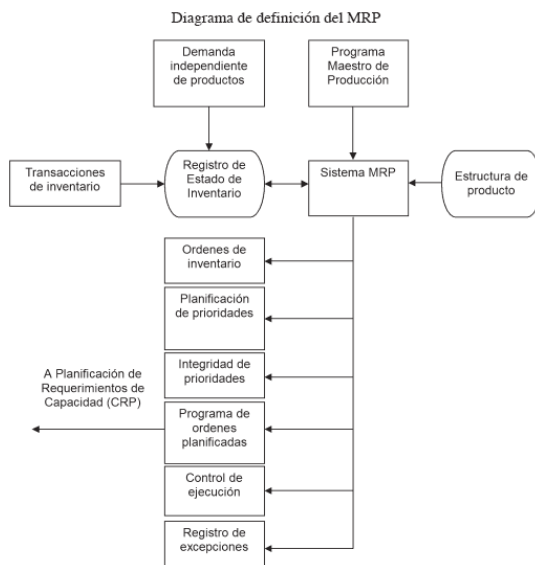 Diagrama de definición del MRP
Demanda
independiente
de productos
Programa
Maestro de
Producción
Transacciones
de inventario
Registro de
Estado de
Inventario
Sistema MRP
Estructura de
producto
Ordenes de
inventario
Planificación
de prioridades
Integridad de
prioridades
A Planificación de
Requerimientos de
Capacidad (CRP)
Programa de
ordenes
planificadas
Control de
ejecución
Registro de
excepciones